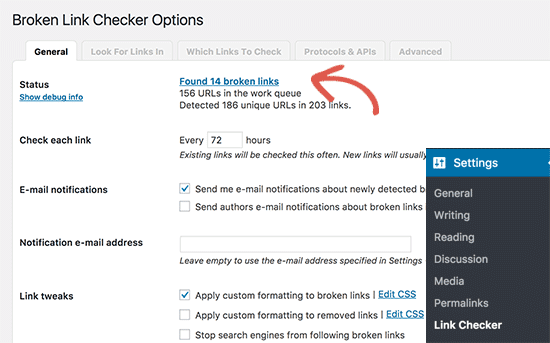 Broken Link Checker Options
General
Look For Links In
Which Links To Check
Protocols & APIs
Advanced
Status
Show debug info
Found 14 broken links
156 URLs in the work queue
Detected 186 unique URLs in 203 links.
Check each link
Every 72 hours
Existing links will be checked this often. New links will usually
E-mail notifications
Send me e-mail notifications about newly detected b
Send authors e-mail notifications about broken links
Notification e-mail address
Leave empty to use the e-mail address specified in Settings
Link tweaks
Apply custom formatting to broken links | Edit CSS
Apply custom formatting to removed links | Edit CSS
Stop search engines from following broken links
Settings
General
Writing
Reading
Discussion
Media
Permalinks
Link Checker